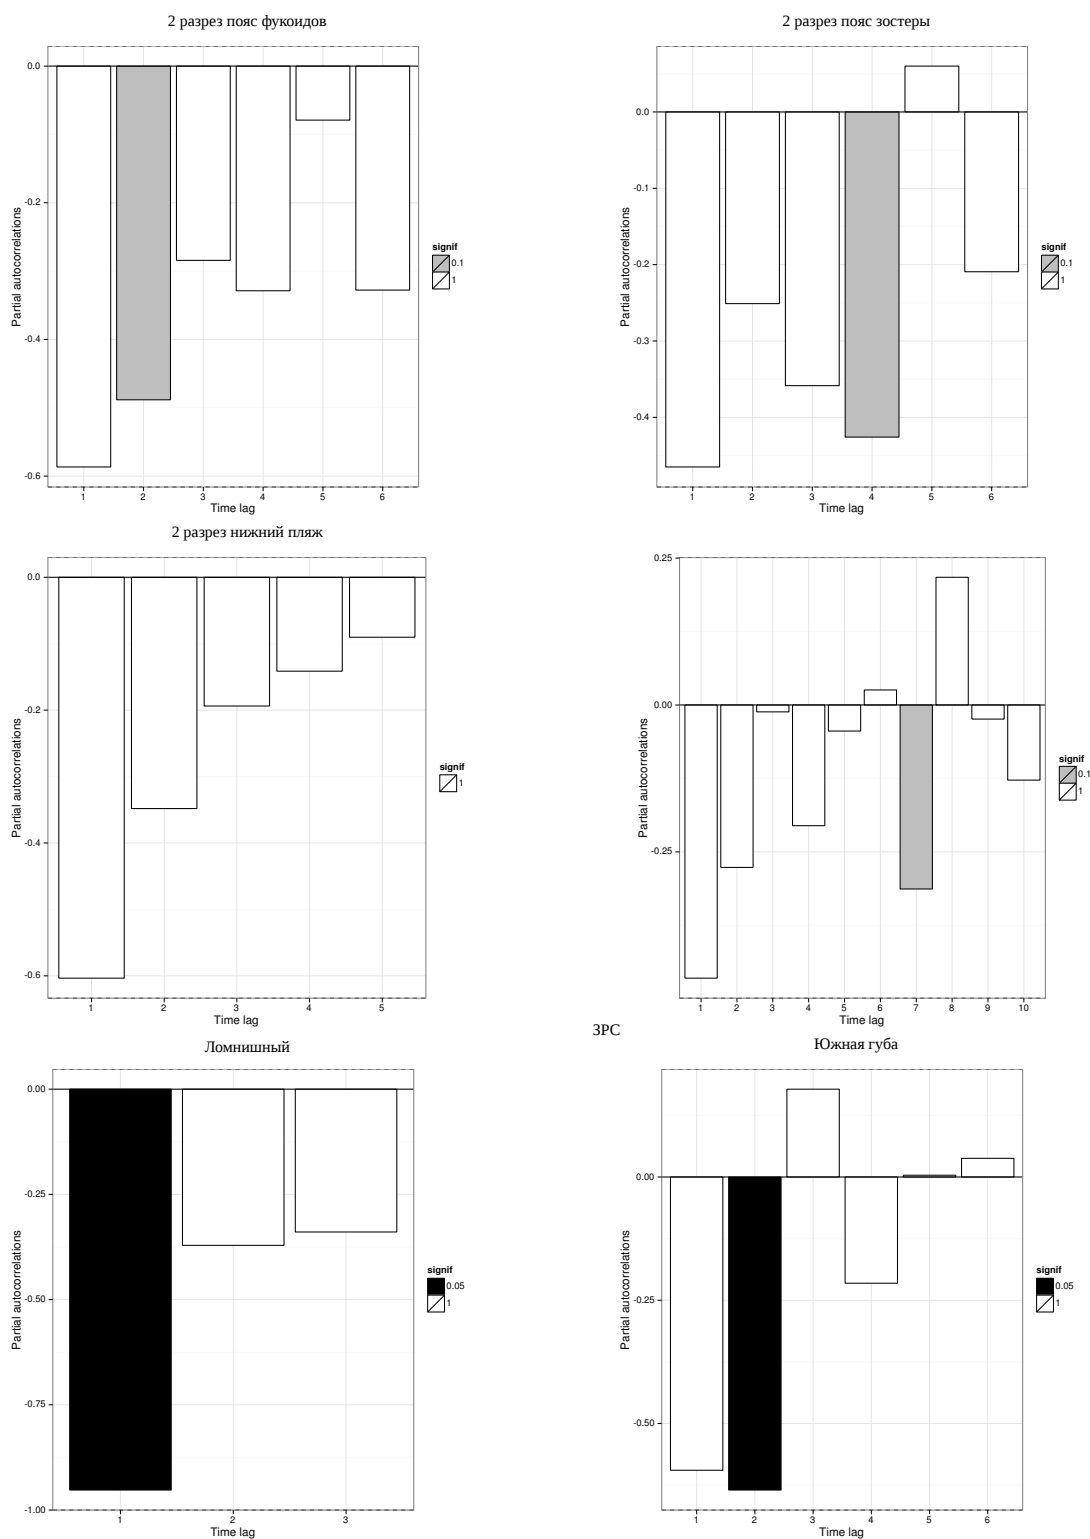 2 разрез пояс фукоидов
0.0
-0.2
-0.4
-0.6
Partial autocorrelations
1 2 3 4 5 6
Time lag
signif
0.1
1
2 разрез пояс зостеры
0.0
-0.1
-0.2
-0.3
-0.4
Partial autocorrelations
1 2 3 4 5 6
Time lag
signif
0.1
1
2 разрез нижний пляж
0.0
-0.2
-0.4
-0.6
Partial autocorrelations
1 2 3 4 5
Time lag
signif
1
0.25
0.00
-0.25
Partial autocorrelations
1 2 3 4 5 6 7 8 9 10
Time lag
signif
0.1
1
ЗРС
Ломнишный
0.00
-0.25
-0.50
-0.75
-1.00
Partial autocorrelations
1 2 3
Time lag
signif
0.05
1
Южная губа
0.00
-0.25
-0.50
Partial autocorrelations
1 2 3 4 5 6
Time lag
signif
0.05
1